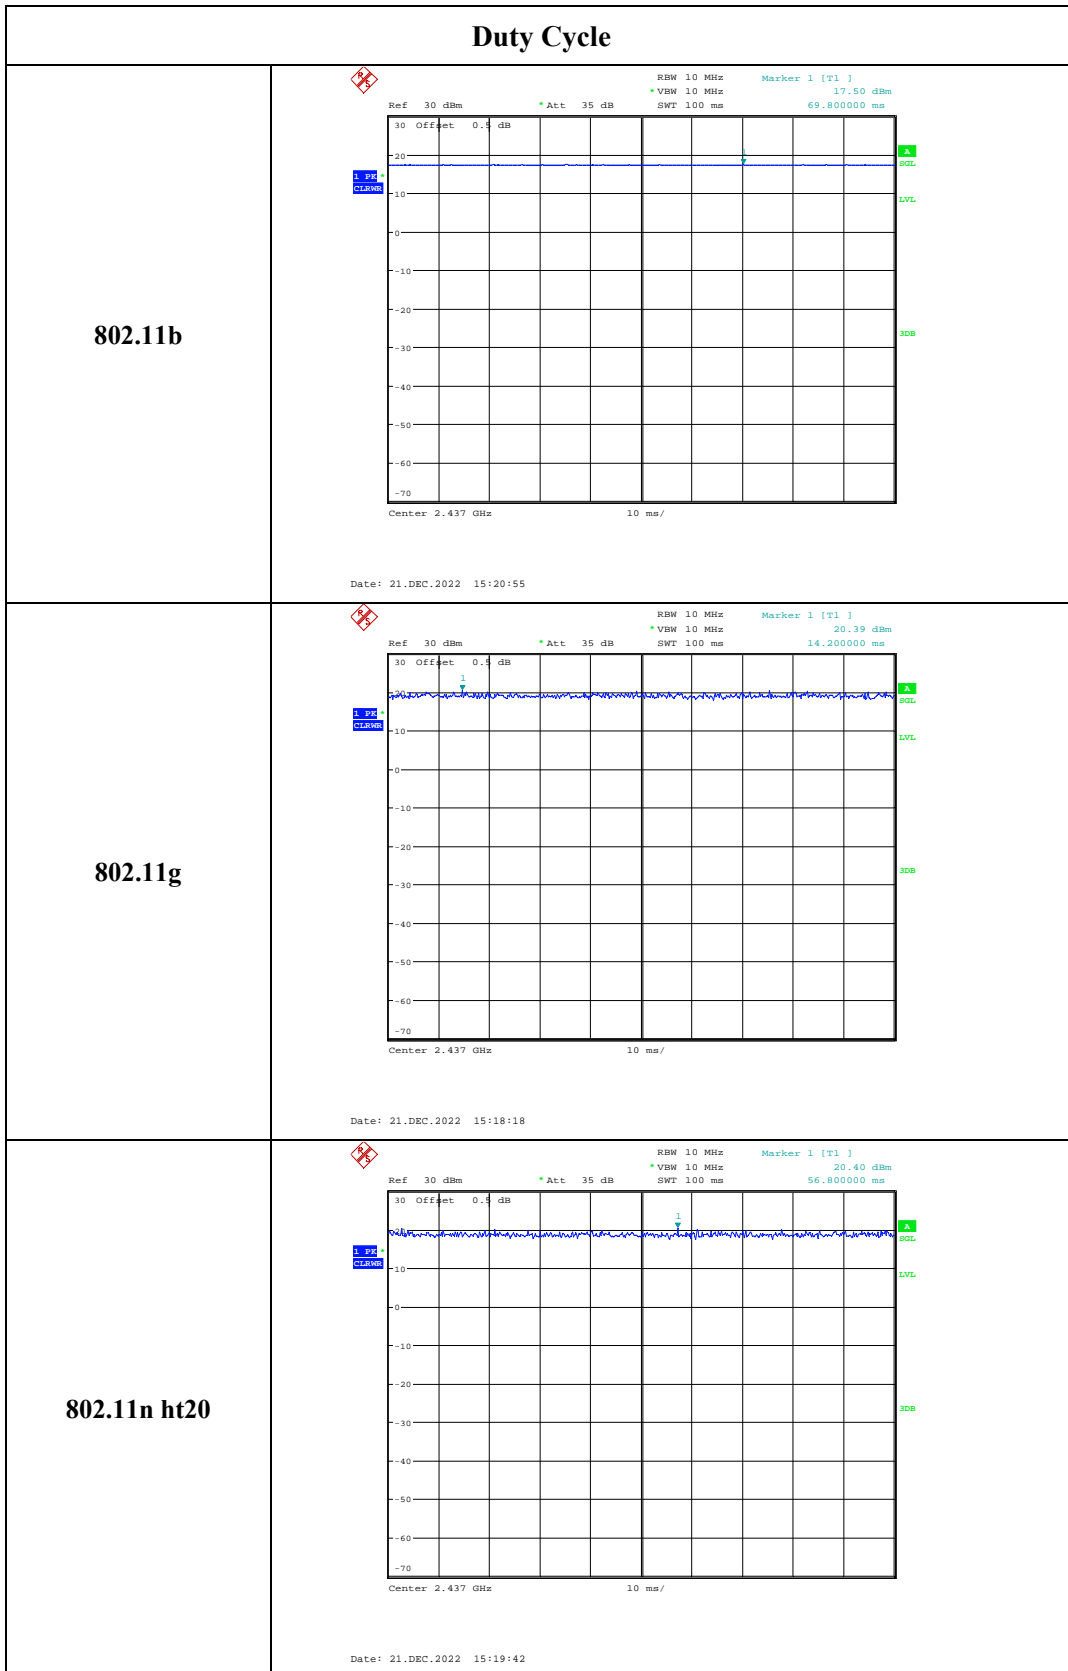 Duty Cycle
802.11b
R S
RBW 10 MHz Marker 1 [T1 ]
* VBW 10 MHz 17.50 dBm
Ref 30 dBm * Att 35 dB SWT 100 ms 69.800000 ms
30 Offset 0.5 dB
1
A
20
SGL
1 PK *
CLRWR
10
LVL
0
-10
-20
3DB
-30
-40
-50
-60
-70
Center 2.437 GHz 10 ms/
Date: 21.DEC.2022 15:20:55
802.11g
R S
RBW 10 MHz Marker 1 [T1 ]
* VBW 10 MHz 20.39 dBm
Ref 30 dBm * Att 35 dB SWT 100 ms 14.200000 ms
30 Offset 0.5 dB
1
A
20
SGL
1 PK *
CLRWR
10
LVL
0
-10
-20
3DB
-30
-40
-50
-60
-70
Center 2.437 GHz 10 ms/
Date: 21.DEC.2022 15:18:18
802.11n ht20
R S
RBW 10 MHz Marker 1 [T1 ]
* VBW 10 MHz 20.40 dBm
Ref 30 dBm * Att 35 dB SWT 100 ms 56.800000 ms
30 Offset 0.5 dB
1
A
20
SGL
1 PK *
CLRWR
10
LVL
0
-10
-20
3DB
-30
-40
-50
-60
-70
Center 2.437 GHz 10 ms/
Date: 21.DEC.2022 15:19:42